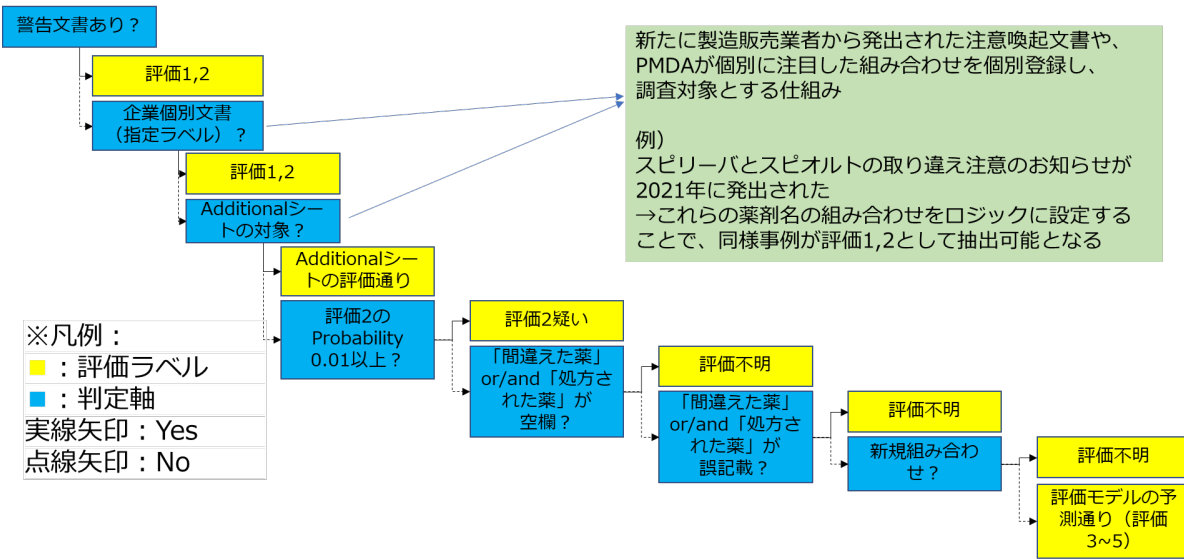 警告文書あり？
評価1,2
企業個別文書
（指定ラベル）？
評価1,2
Additionalシー
トの対象？
Additionalシー
トの評価通り
評価2の
Probability
0.01以上？
評価2疑い
「間違えた薬」
or/and「処方さ
れた薬」が
空欄？
評価不明
「間違えた薬」
or/and「処方さ
れた薬」が
誤記載？
評価不明
新規組み合わ
せ？
評価不明
評価モデルの予
測通り（評価
3~5）
新たに製造販売業者から発出された注意喚起文書や、
PMDAが個別に注目した組み合わせを個別登録し、
調査対象とする仕組み
例）
スピリーバとスピオルトの取り違え注意のお知らせが
2021年に発出された
→これらの薬剤名の組み合わせをロジックに設定する
ことで、同様事例が評価1,2として抽出可能となる
※凡例：
■：評価ラベル
■：判定軸
実線矢印：Yes
点線矢印：No